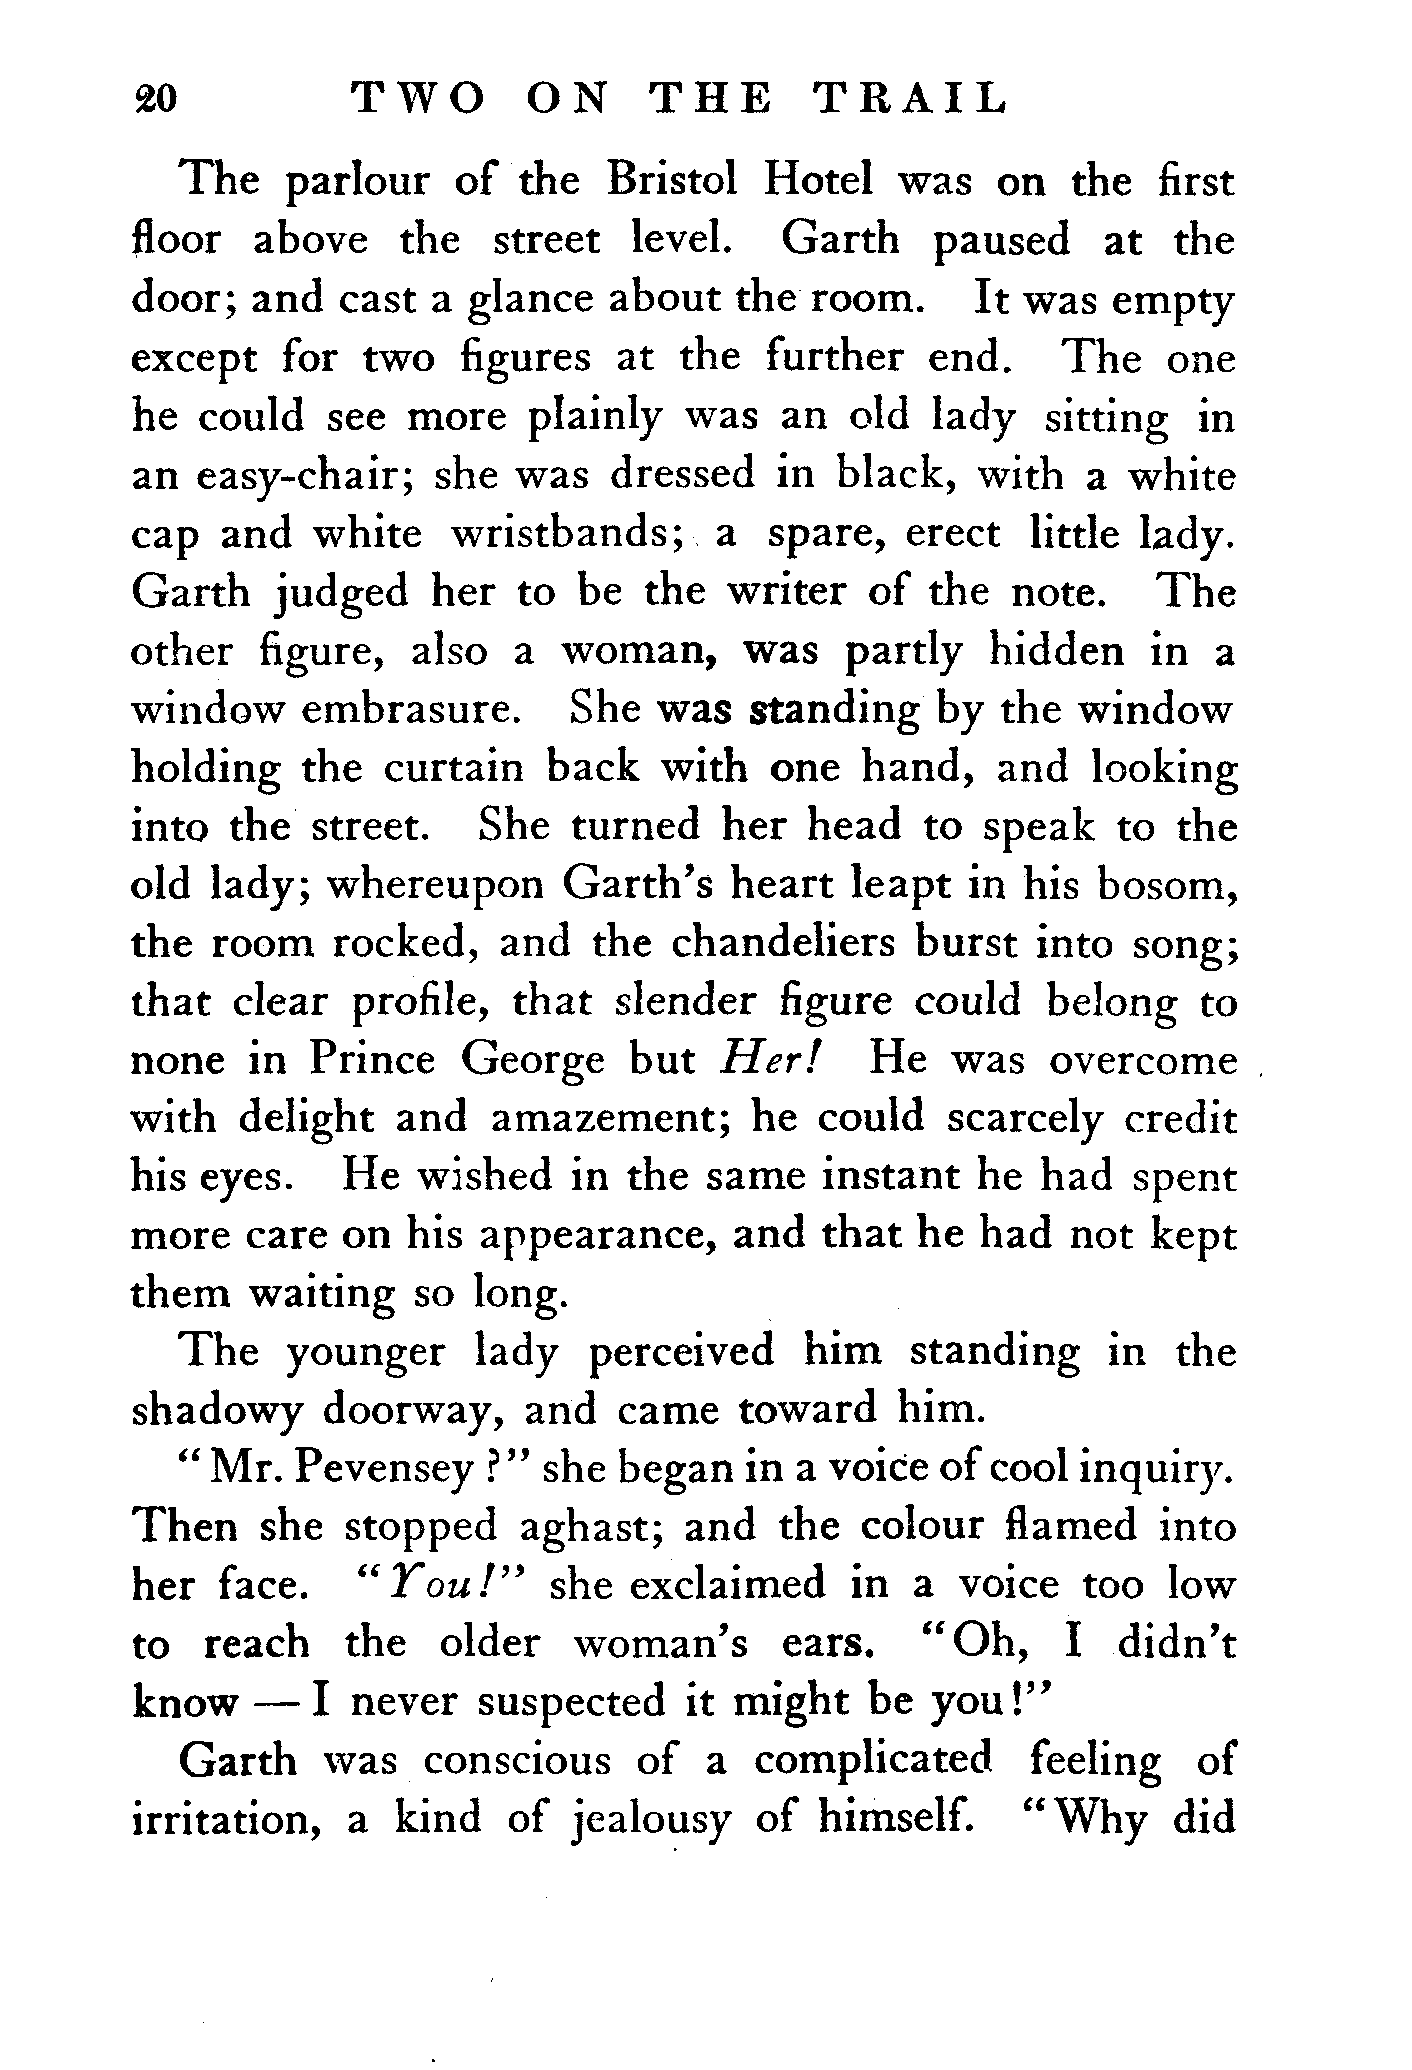 20 TWO ON THE TRAIL
The parlour of the Bristol Hotel was on the first
floor above the street level. Garth paused at the
door; and cast a glance about the room. It was empty
except for two figures at the further end. The one
he could see more plainly was an old lady sitting in
an easy-chair; she was dressed in black, with a white
cap and white wristbands; a spare, erect little lady.
Garth judged her to be the writer of the note. The
other figure, also a woman, was partly hidden in a
window embrasure. She was standing by the window
holding the curtain back with one hand, and looking
into the street. She turned her head to speak to the
old lady; whereupon Garth's heart leapt in his bosom,
the room rocked, and the chandeliers burst into song;
that clear profile, that slender figure could belong to
none in Prince George but Her! He was overcome
with delight and amazement; he could scarcely credit
his eyes. He wished in the same instant he had spent
more care on his appearance, and that he had not kept
them waiting so long.
The younger lady perceived him standing in the
shadowy doorway, and came toward him.
"Mr. Pevensey?" she began in a voice of cool inquiry.
Then she stopped aghast; and the colour flamed into
her face. "You!" she exclaimed in a voice too low
to reach the older woman's ears. "Oh, I didn't
know — I never suspected it might be you!"
Garth was conscious of a complicated feeling of
irritation, a kind of jealousy of himself. "Why did